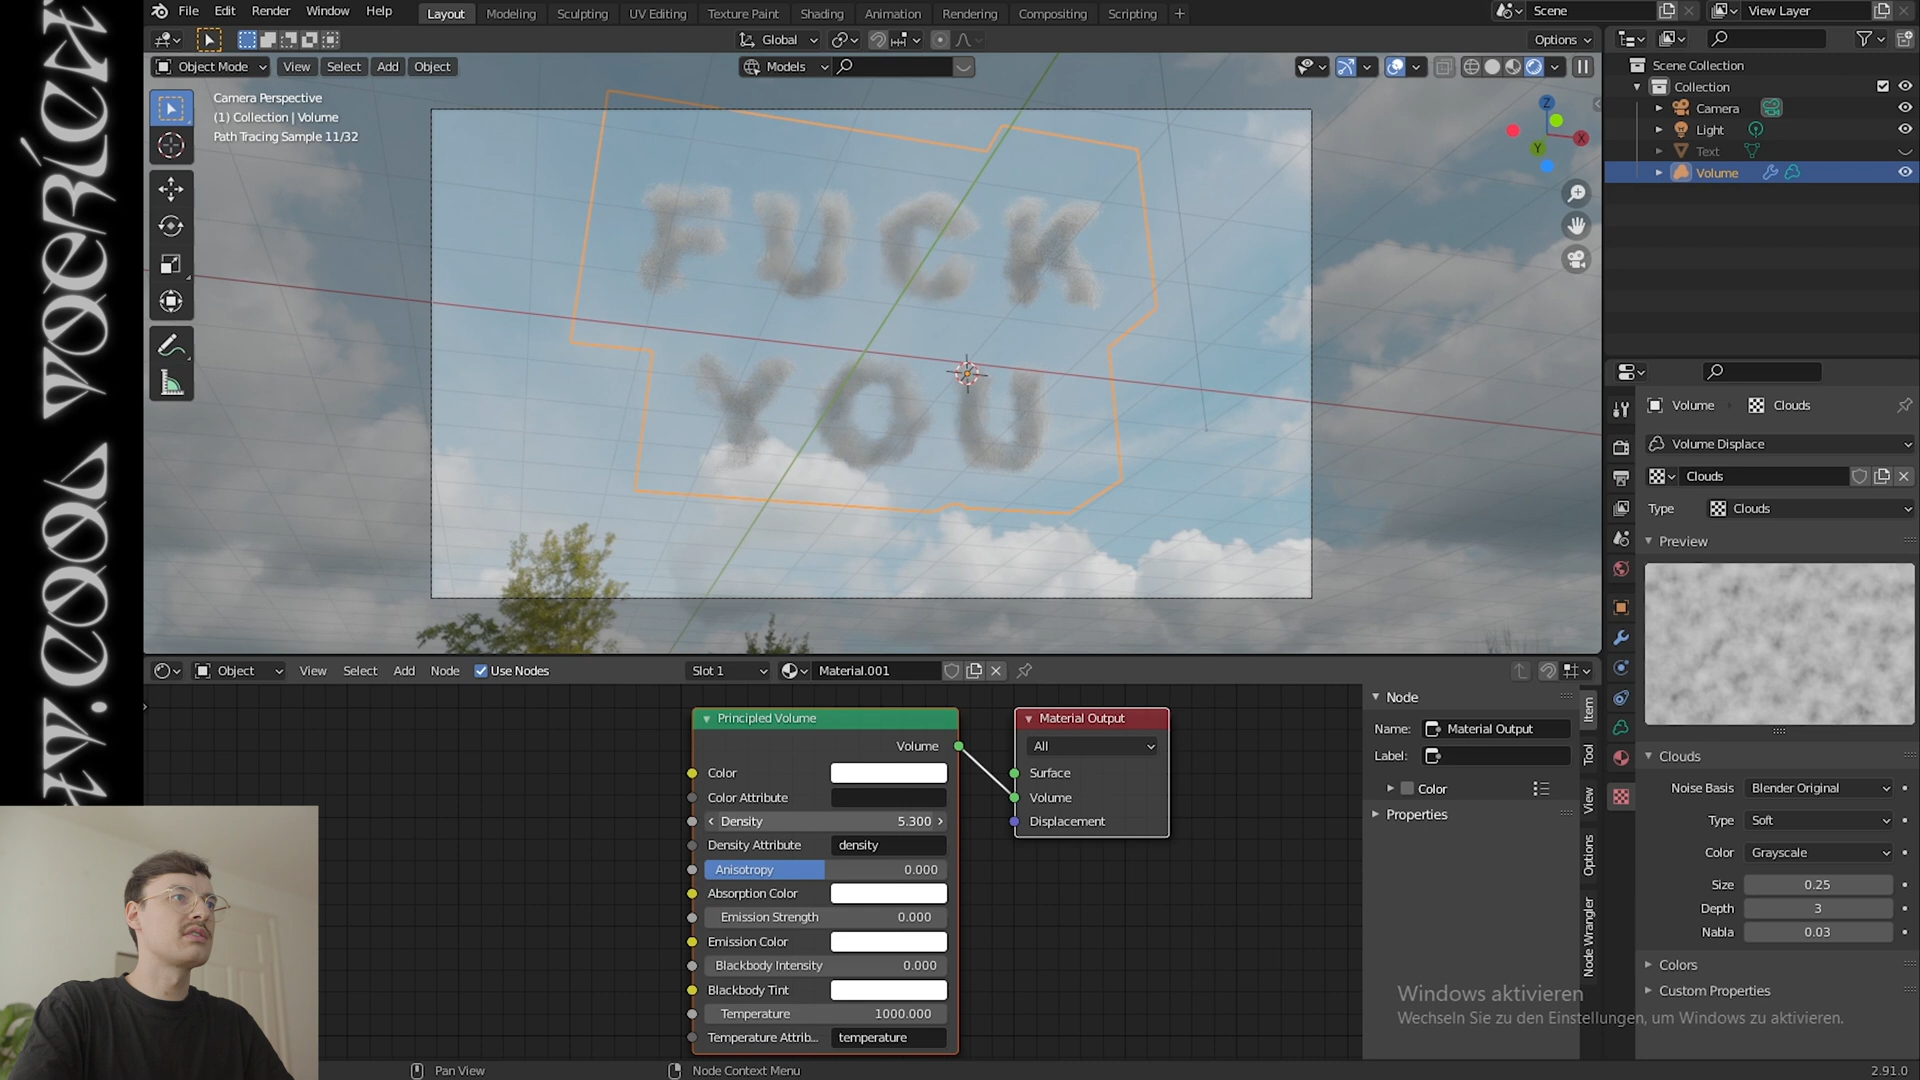 File Edit Render Window Help
Layout Modeling Sculpting UV Editing Texture Paint Shading Animation Rendering Compositing Scripting +
Scene
View Layer
Global
Options
Object Mode View Select Add Object
Models
Camera Perspective
(1) Collection | Volume
Path Tracing Sample 11/32
FUCK
YOU
Z
X
Y
Scene Collection
Collection
Camera
Light
Text
Volume
Volume Clouds
Volume Displace
Clouds
Type Clouds
Preview
Clouds
Noise Basis Blender Original
Type Soft
Color Grayscale
Size 0.25
Depth 3
Nabla 0.03
Colors
Custom Properties
Object View Select Add Node Use Nodes
Slot 1
Material.001
Principled Volume
Volume
Color
Color Attribute
Density 5.300
Density Attribute density
Anisotropy 0.000
Absorption Color
Emission Strength 0.000
Emission Color
Blackbody Intensity 0.000
Blackbody Tint
Temperature 1000.000
Temperature Attrib... temperature
Material Output
All
Surface
Volume
Displacement
Node
Name: Material Output
Label:
Color
Properties
Item
Tool
View
Options
Node Wrangler
Windows aktivieren
Wechseln Sie zu den Einstellungen, um Windows zu aktivieren.
Pan View
Node Context Menu
2.91.0